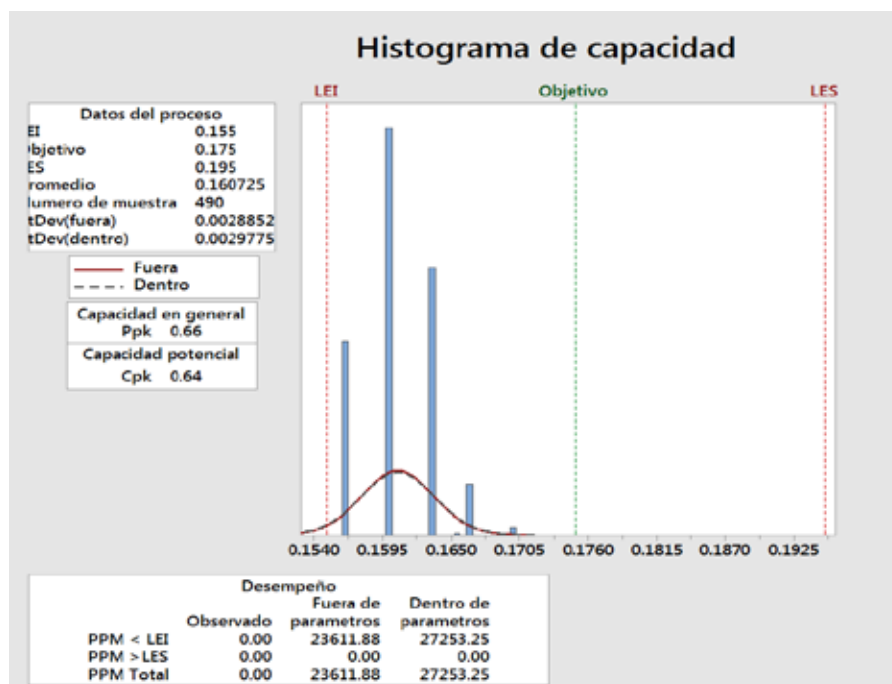 Histograma de capacidad
LEI Objetivo LES
Datos del proceso
EI 0.155
bjetivo 0.175
ES 0.195
romedio 0.160725
lumero de muestra 490
tDev(fuera) 0.0028852
tDev(dentro) 0.0029775
Fuera
Dentro
Capacidad en general
Ppk 0.66
Capacidad potencial
Cpk 0.64
0.1540 0.1595 0.1650 0.1705 0.1760 0.1815 0.1870 0.1925
Desempeño
Fuera de Dentro de
Observado parametros parametros
PPM < LEI 0.00 23611.88 27253.25
PPM >LES 0.00 0.00 0.00
PPM Total 0.00 23611.88 27253.25